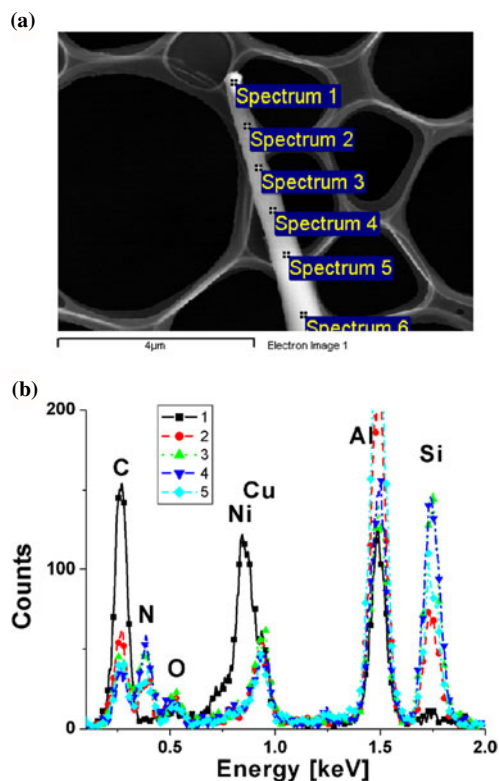 (a)
Spectrum 1
Spectrum 2
Spectrum 3
Spectrum 4
Spectrum 5
Spectrum 6
4µm
Electron Image 1
(b)
200
100
0
Counts
1
2
3
4
5
C
N
O
Ni
Cu
Al
Si
0.5
1.0
1.5
2.0
Energy [keV]